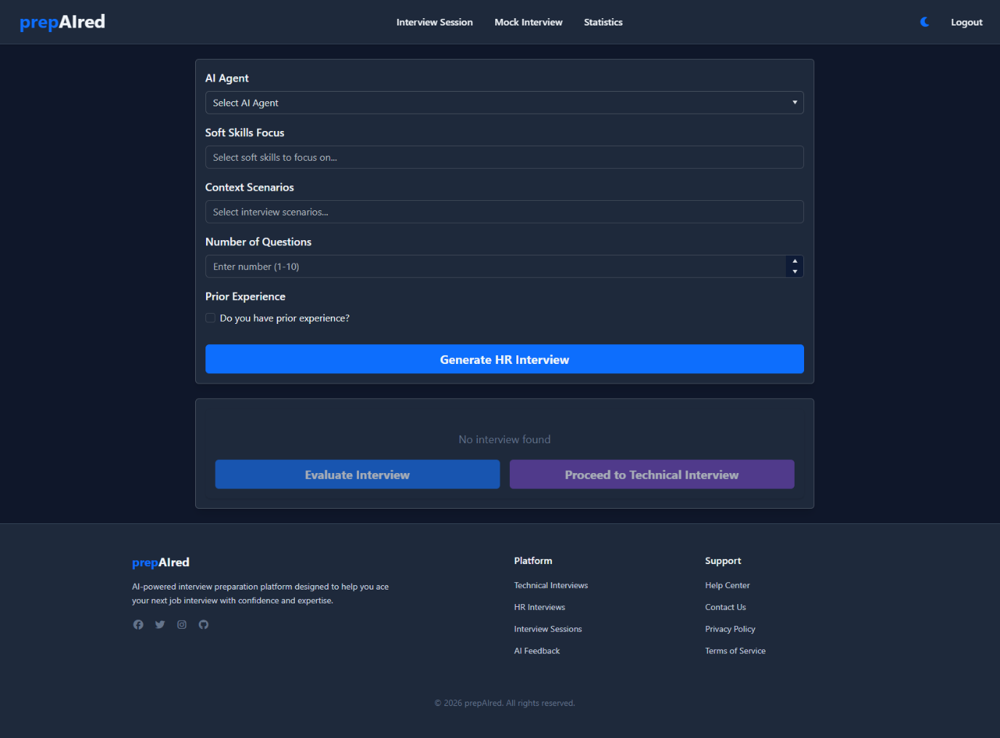 prepAIred
Interview Session
Mock Interview
Statistics
Logout
AI Agent
Select AI Agent
Soft Skills Focus
Select soft skills to focus on...
Context Scenarios
Select interview scenarios...
Number of Questions
Enter number (1-10)
Prior Experience
Do you have prior experience?
Generate HR Interview
No interview found
Evaluate Interview
Proceed to Technical Interview
prepAIred
AI-powered interview preparation platform designed to help you ace
your next job interview with confidence and expertise.
Platform
Technical Interviews
HR Interviews
Interview Sessions
AI Feedback
Support
Help Center
Contact Us
Privacy Policy
Terms of Service
© 2026 prepAIred. All rights reserved.